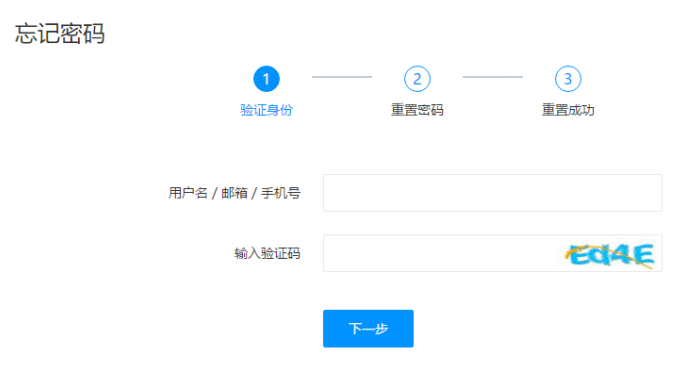 忘记密码
1 2 3
验证身份 重置密码 重置成功
用户名 / 邮箱 / 手机号
输入验证码 Ed4E
下一步